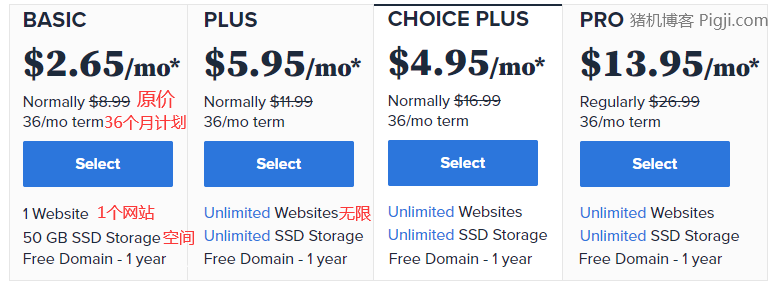 BASIC
$2.65/mo*
Normally $8.99 原价
36/mo term36个月计划
Select
1 Website 1个网站
50 GB SSD Storage空间
Free Domain - 1 year
PLUS
$5.95/mo*
Normally $11.99
36/mo term
Select
Unlimited Websites无限
Unlimited SSD Storage
Free Domain - 1 year
CHOICE PLUS
$4.95/mo*
Normally $16.99
36/mo term
Select
Unlimited Websites
Unlimited SSD Storage
Free Domain - 1 year
PRO 猪机博客 Pigji.com
$13.95/mo*
Regularly $26.99
36/mo term
Select
Unlimited Websites
Unlimited SSD Storage
Free Domain - 1 year